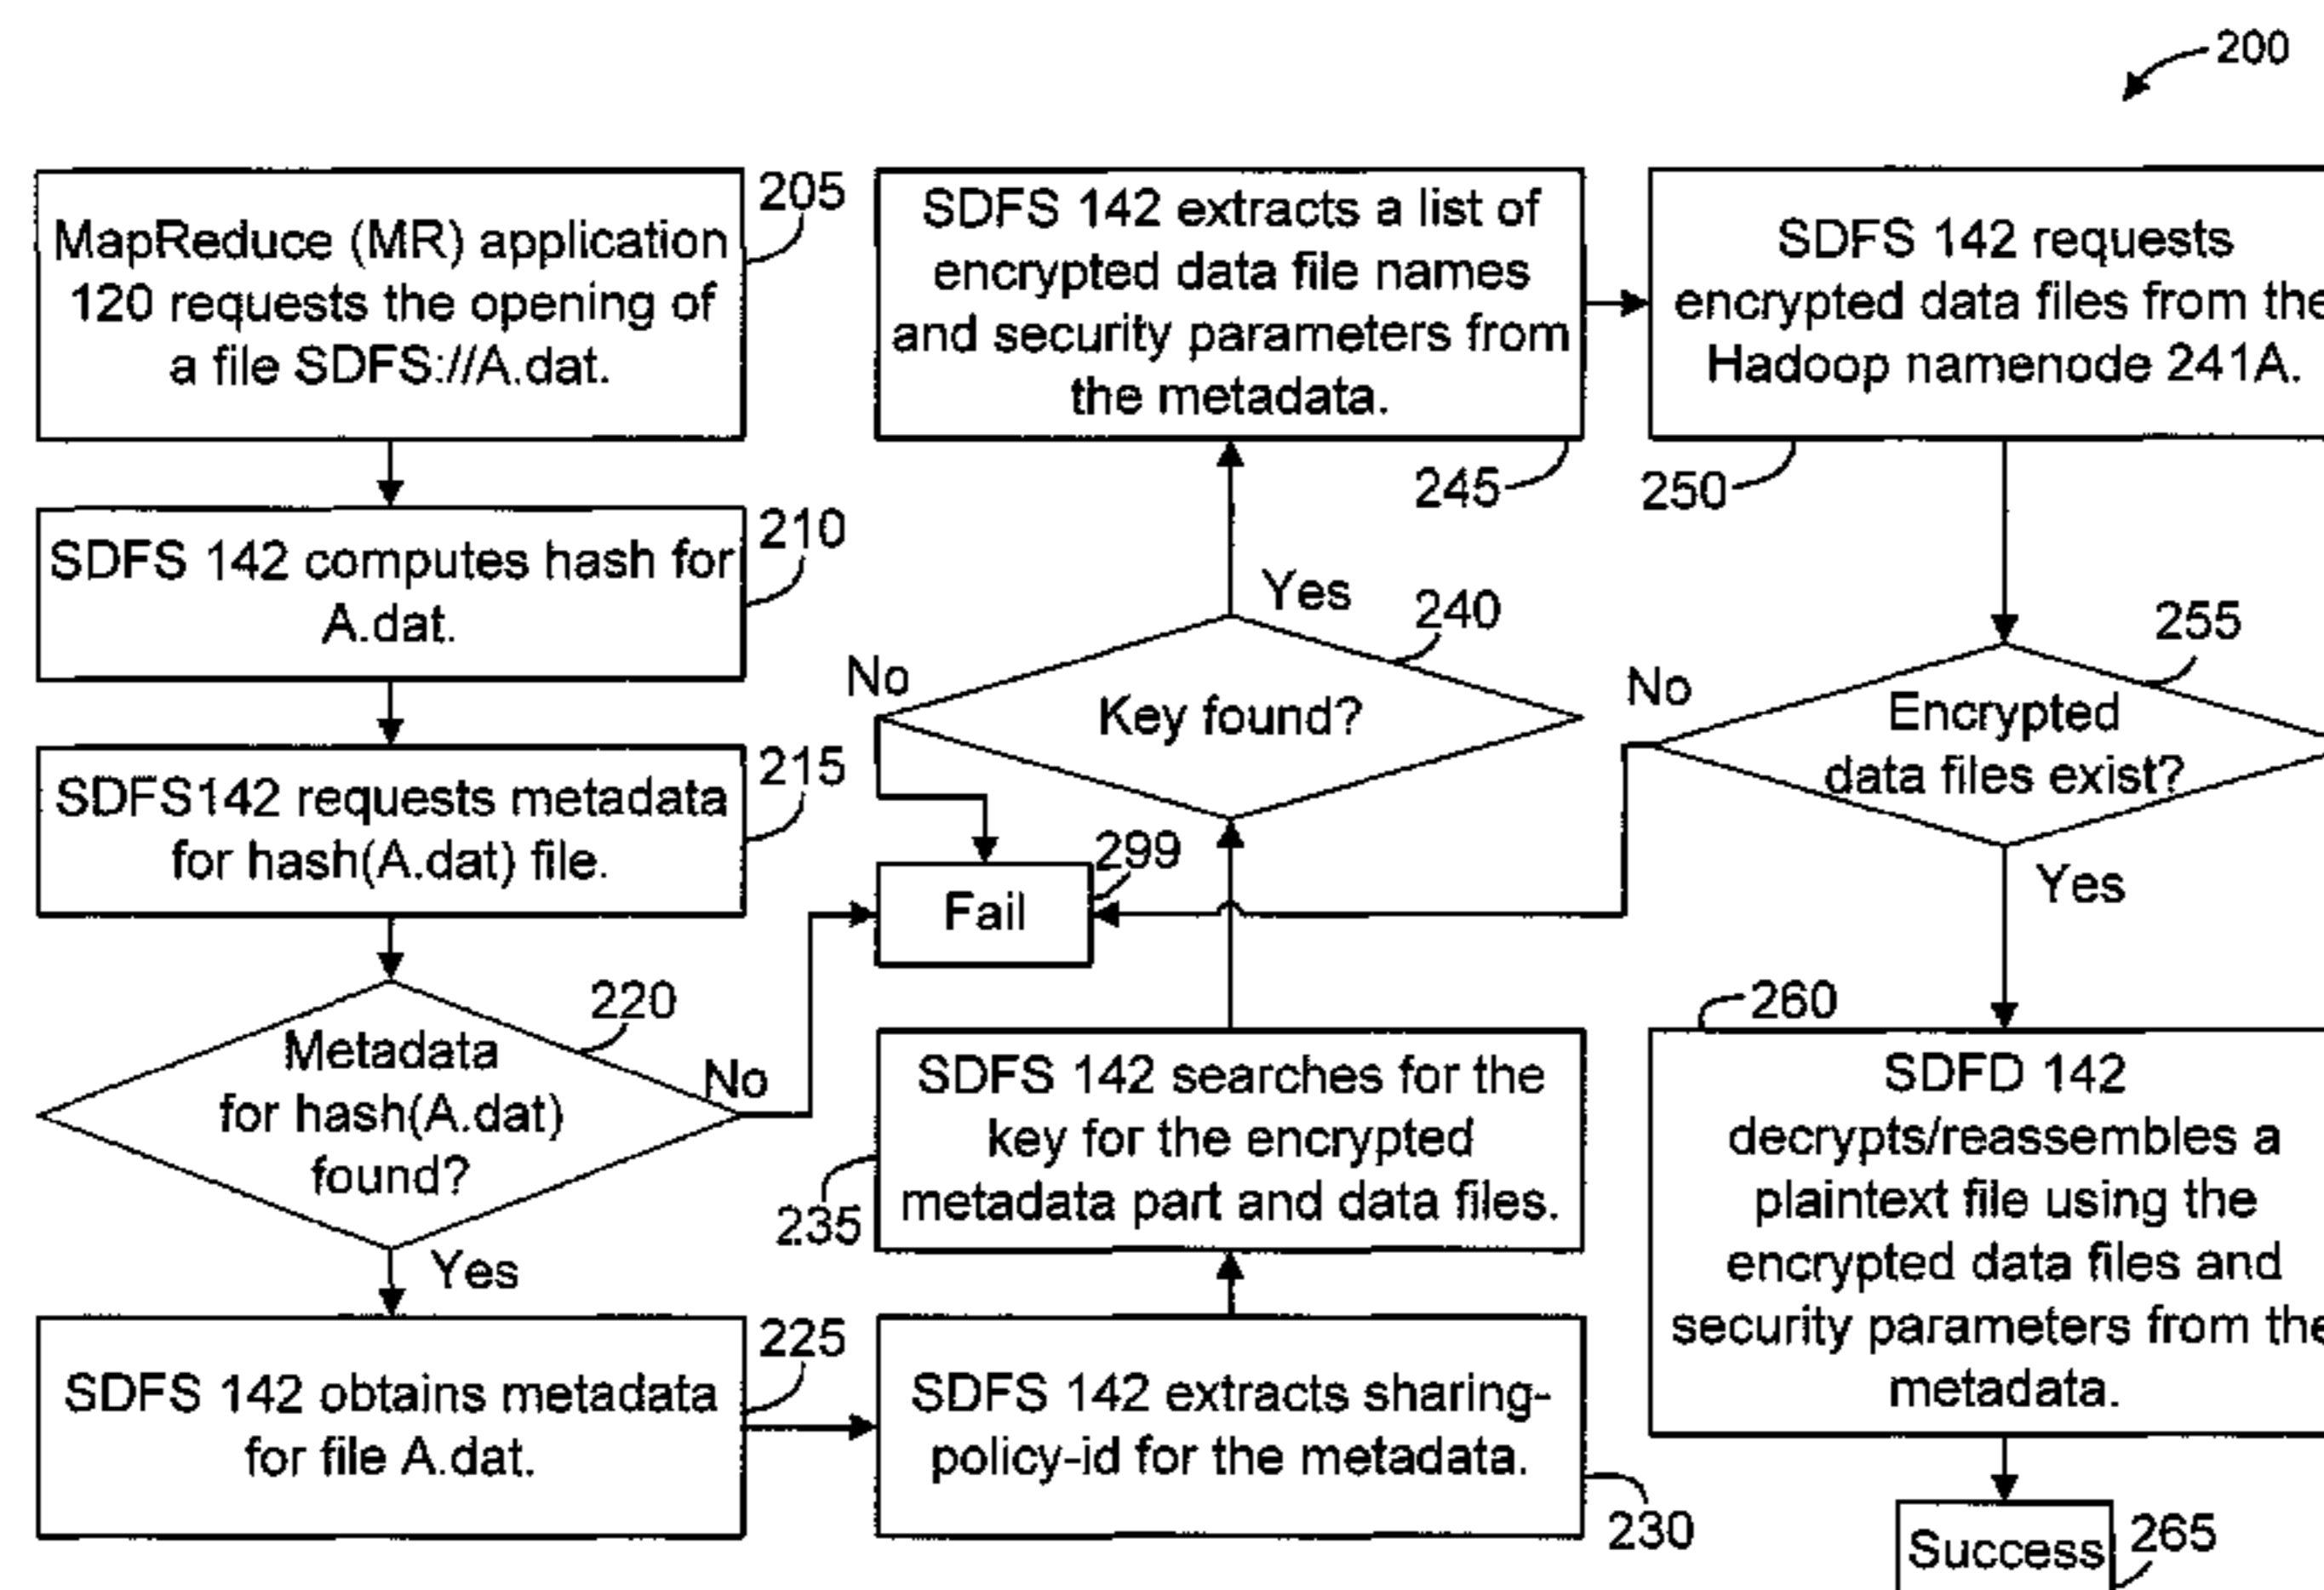 200
205
MapReduce (MR) application
120 requests the opening of
a file SDFS://A.dat.
210
SDFS 142 computes hash for
A.dat.
215
SDFS142 requests metadata
for hash(A.dat) file.
220
Metadata
for hash(A.dat)
found?
No
Yes
225
SDFS 142 obtains metadata
for file A.dat.
SDFS 142 extracts sharing-
policy-id for the metadata.
230
SDFS 142 searches for the
key for the encrypted
metadata part and data files.
235
Key found?
240
No
Yes
Fail
299
SDFS 142 extracts a list of
encrypted data file names
and security parameters from
the metadata.
245
SDFS 142 requests
encrypted data files from the
Hadoop namenode 241A.
250
255
Encrypted
data files exist?
No
Yes
260
SDFD 142
decrypts/reassembles a
plaintext file using the
encrypted data files and
security parameters from the
metadata.
Success
265